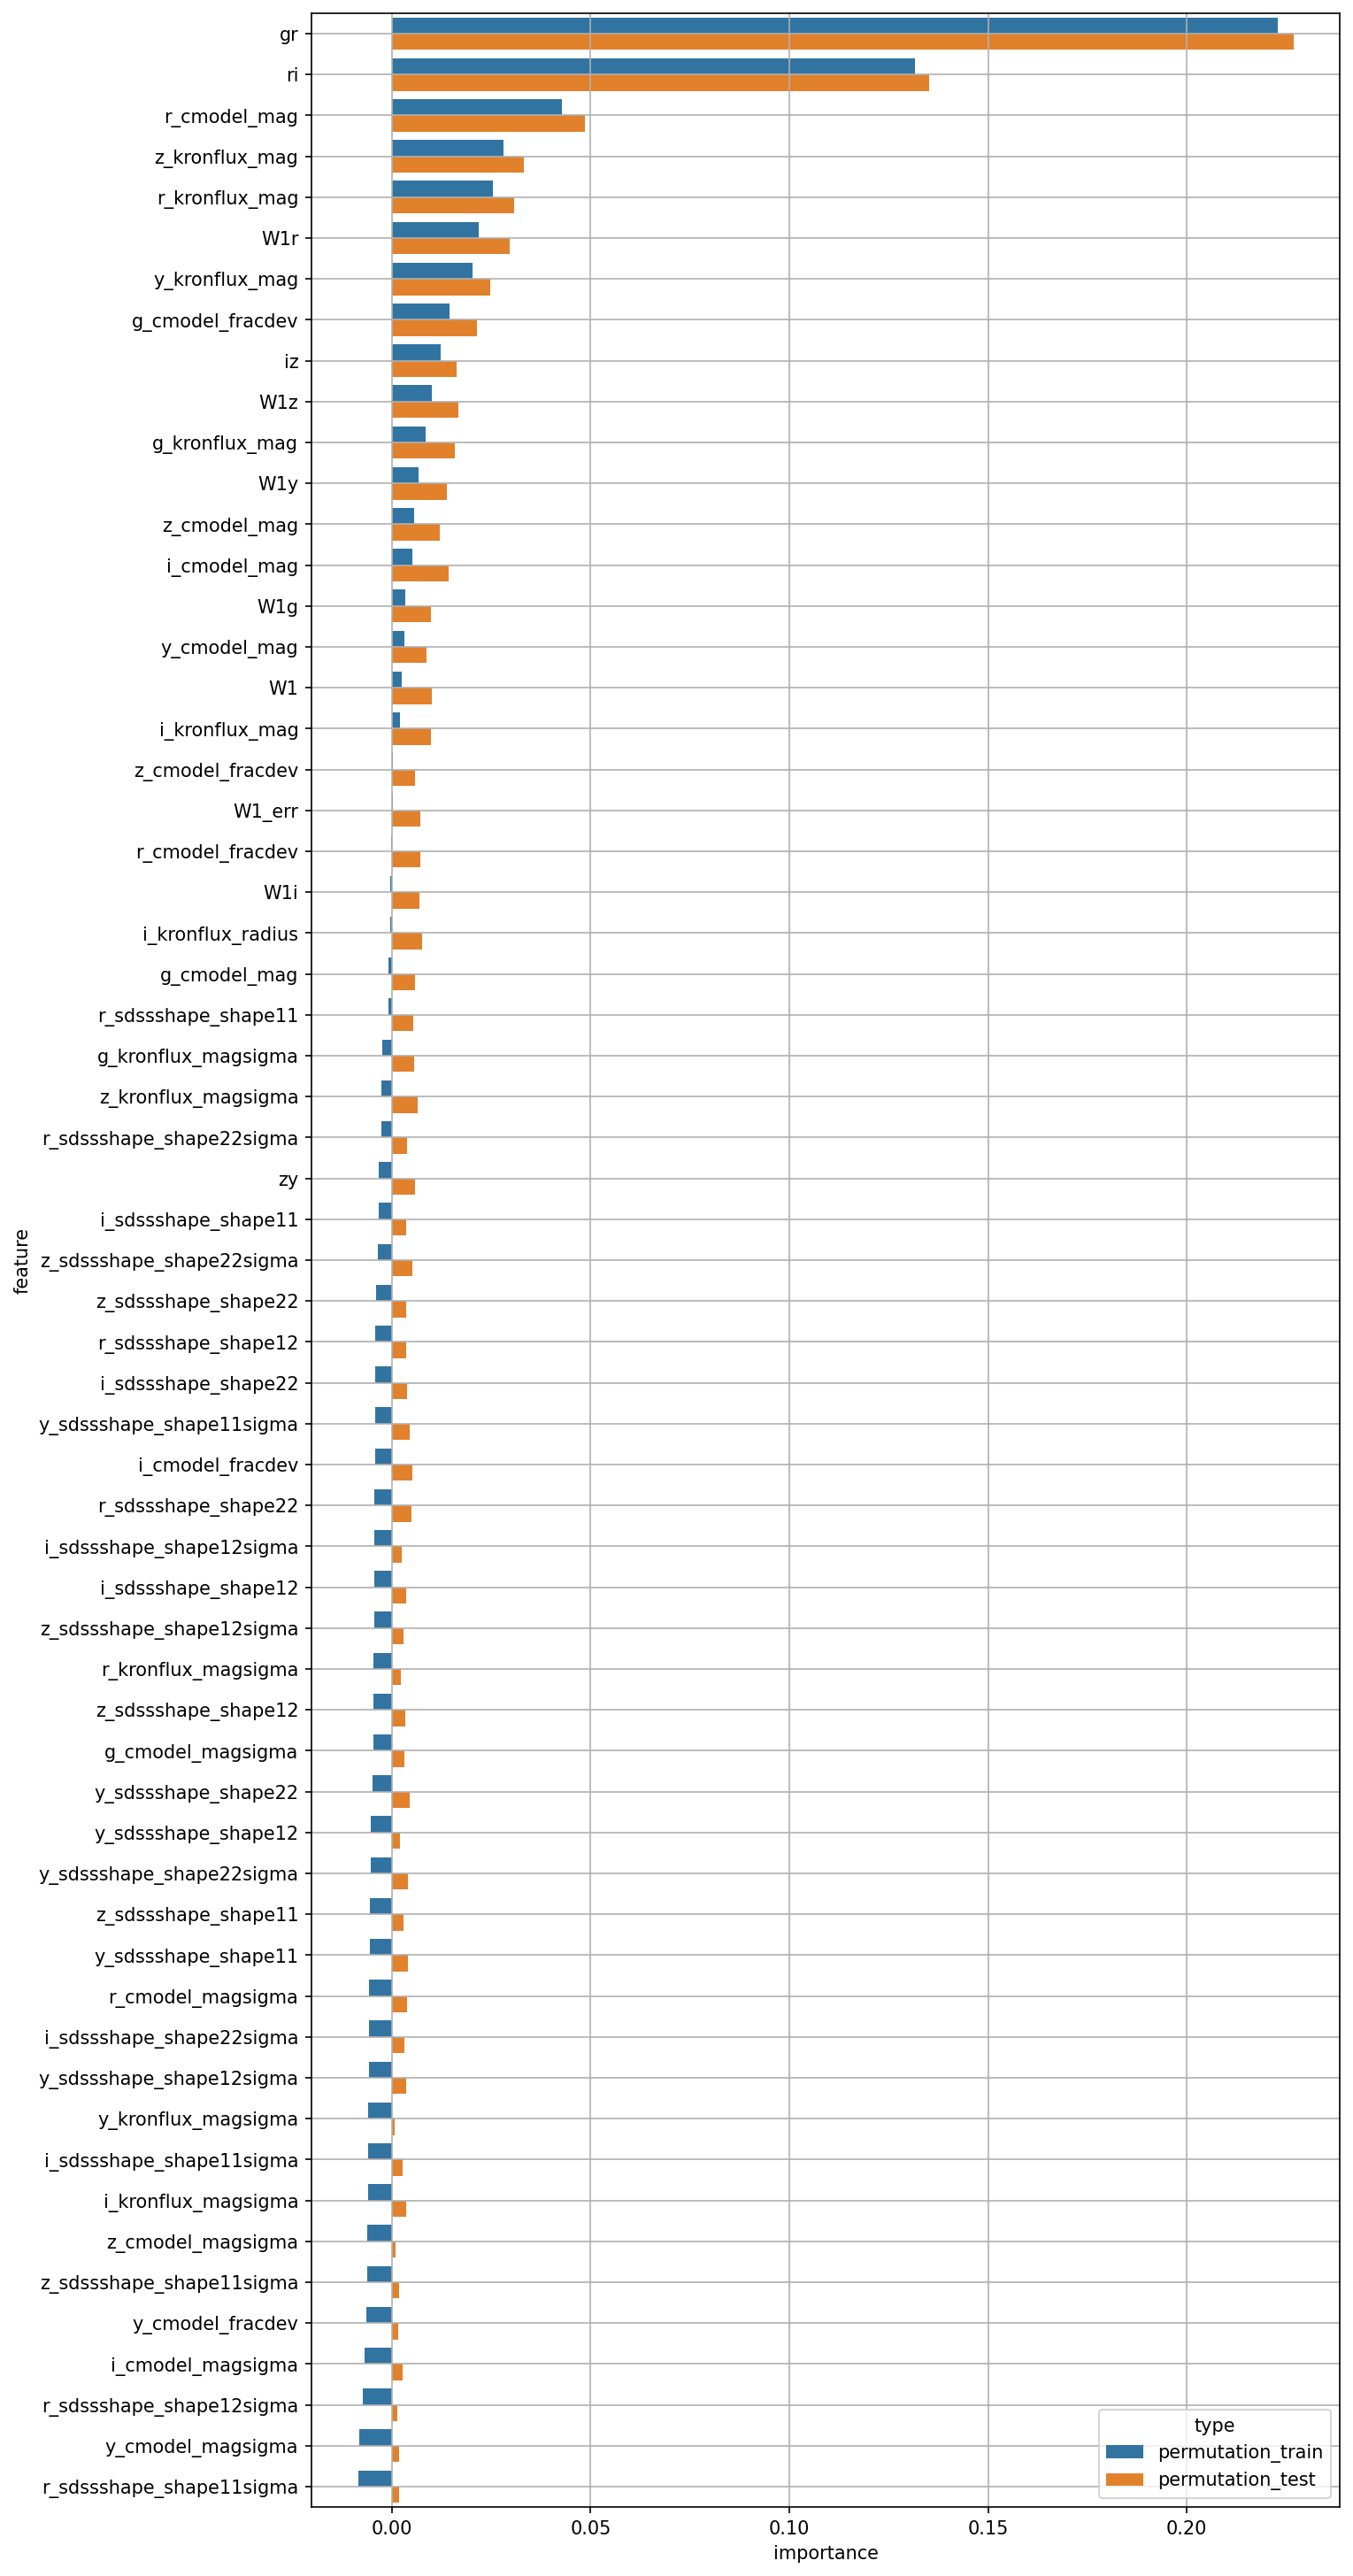 gr
ri
r_cmodel_mag
z_kronflux_mag
r_kronflux_mag
W1r
y_kronflux_mag
g_cmodel_fracdev
iz
W1z
g_kronflux_mag
W1y
z_cmodel_mag
i_cmodel_mag
W1g
y_cmodel_mag
W1
i_kronflux_mag
z_cmodel_fracdev
W1_err
r_cmodel_fracdev
W1i
i_kronflux_radius
g_cmodel_mag
r_sdssshape_shape11
g_kronflux_magsigma
z_kronflux_magsigma
r_sdssshape_shape22sigma
zy
i_sdssshape_shape11
z_sdssshape_shape22sigma
z_sdssshape_shape22
r_sdssshape_shape12
i_sdssshape_shape22
y_sdssshape_shape11sigma
i_cmodel_fracdev
r_sdssshape_shape22
i_sdssshape_shape12sigma
i_sdssshape_shape12
z_sdssshape_shape12sigma
r_kronflux_magsigma
z_sdssshape_shape12
g_cmodel_magsigma
y_sdssshape_shape22
y_sdssshape_shape12
y_sdssshape_shape22sigma
z_sdssshape_shape11
y_sdssshape_shape11
r_cmodel_magsigma
i_sdssshape_shape22sigma
y_sdssshape_shape12sigma
y_kronflux_magsigma
i_sdssshape_shape11sigma
i_kronflux_magsigma
z_cmodel_magsigma
z_sdssshape_shape11sigma
y_cmodel_fracdev
i_cmodel_magsigma
r_sdssshape_shape12sigma
y_cmodel_magsigma
r_sdssshape_shape11sigma
feature
type
permutation_train
permutation_test
0.00 0.05 0.10 0.15 0.20
importance